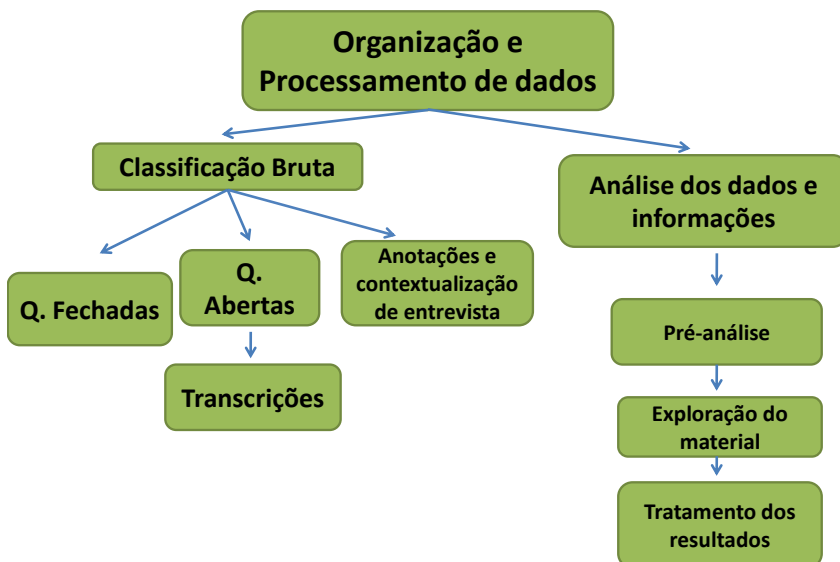 Organização e
Processamento de dados
Classificação Bruta
Análise dos dados e
informações
Q. Fechadas
Q.
Abertas
Anotações e
contextualização
de entrevista
Transcrições
Pré-análise
Exploração do
material
Tratamento dos
resultados